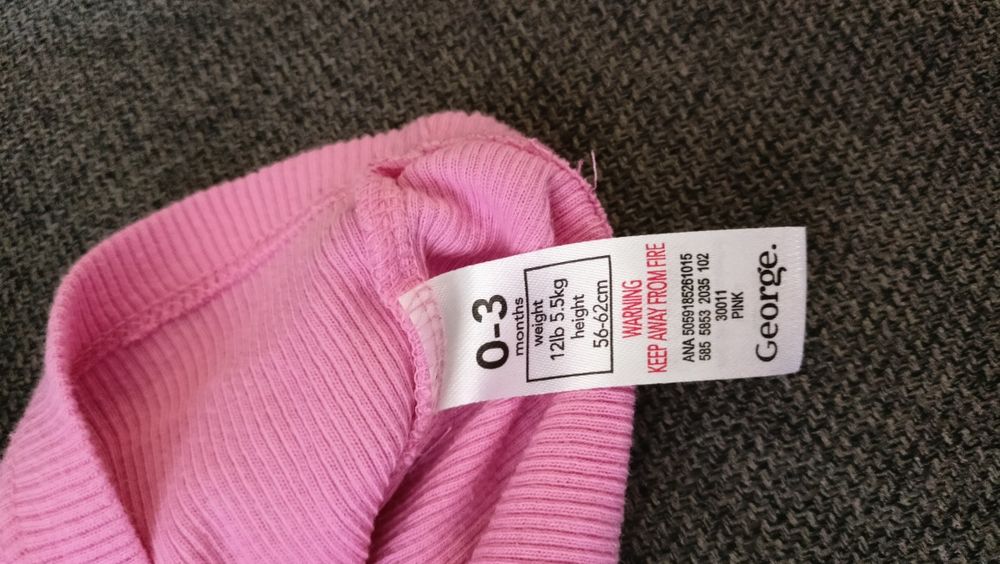 0-3
months
weight
12lb 5.5kg
height
56-62cm
WARNING
KEEP AWAY FROM FIRE
ANA 5059185261015
585 5853 2035 102
30011
PINK
George.